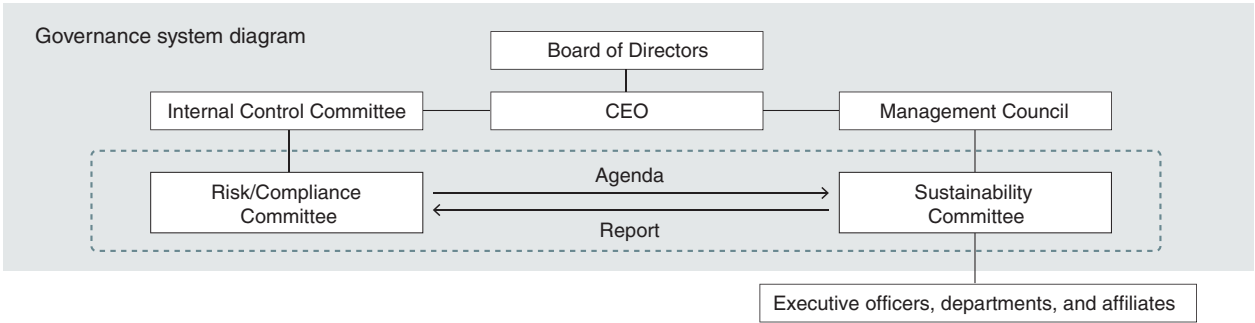 Governance system diagram
Board of Directors
Internal Control Committee
CEO
Management Council
Risk/Compliance
Committee
Agenda
Report
Sustainability
Committee
Executive officers, departments, and affiliates